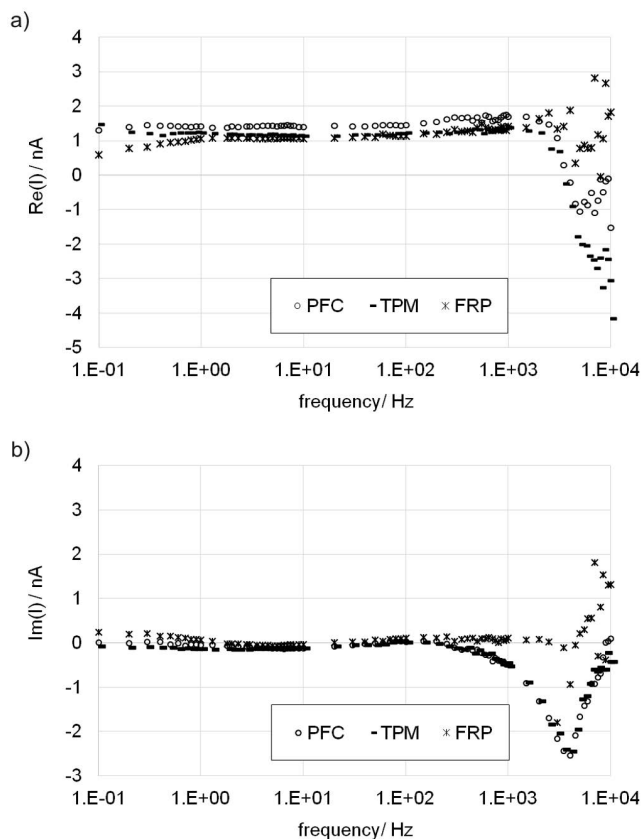 a)
4
3
2
1
0
-1
-2
-3
-4
-5
Re(I) / nA
PFC TPM FRP
1.E-01 1.E+00 1.E+01 1.E+02 1.E+03 1.E+04
frequency/ Hz
b)
4
3
2
1
0
-1
-2
-3
Im(I) / nA
PFC TPM FRP
1.E-01 1.E+00 1.E+01 1.E+02 1.E+03 1.E+04
frequency/ Hz